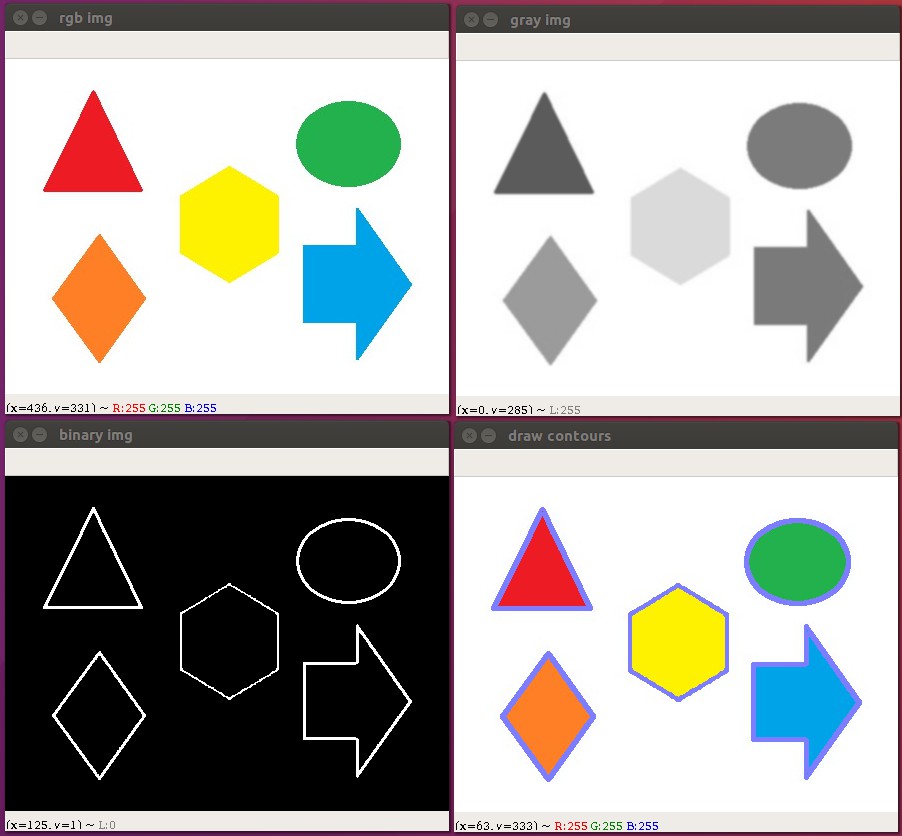 rgb img
gray img
(x=436, y=331) ~ R:255 G:255 B:255
(x=0, y=285) ~ L:255
binary img
draw contours
(x=125, y=1) ~ L:0
(x=63, y=333) ~ R:255 G:255 B:255